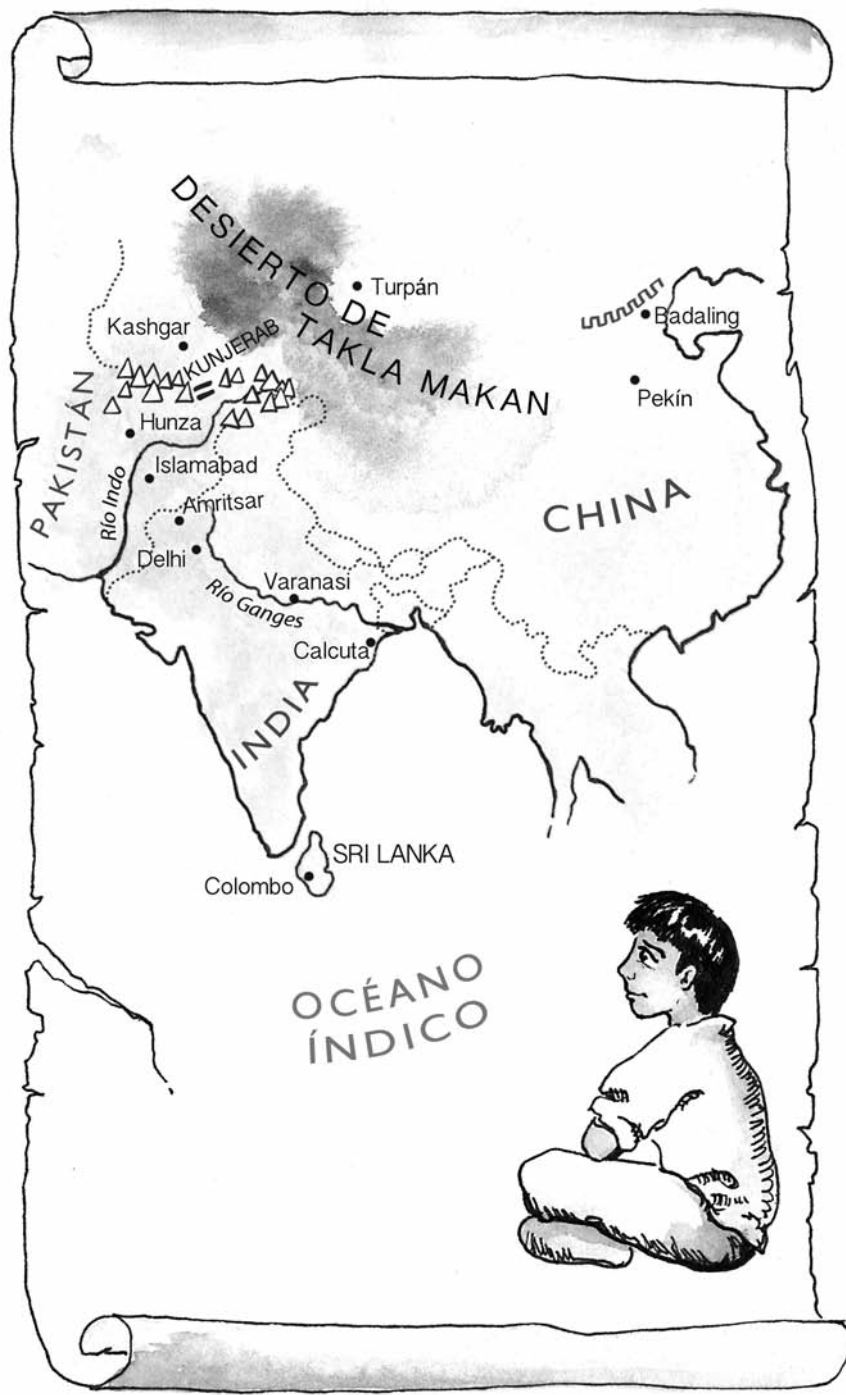 DESIERTO DE
TAKLA MAKAN
Turpán
Badaling
Kashgar
KUNJERAB
Pekín
PAKISTÁN
Hunza
Río Indo
Islamapad
CHINA
Amritsar
Delhi
Varanasi
Río Ganges
Calcuta
INDIA
SRI LANKA
Colombo
OCÉANO
ÍNDICO